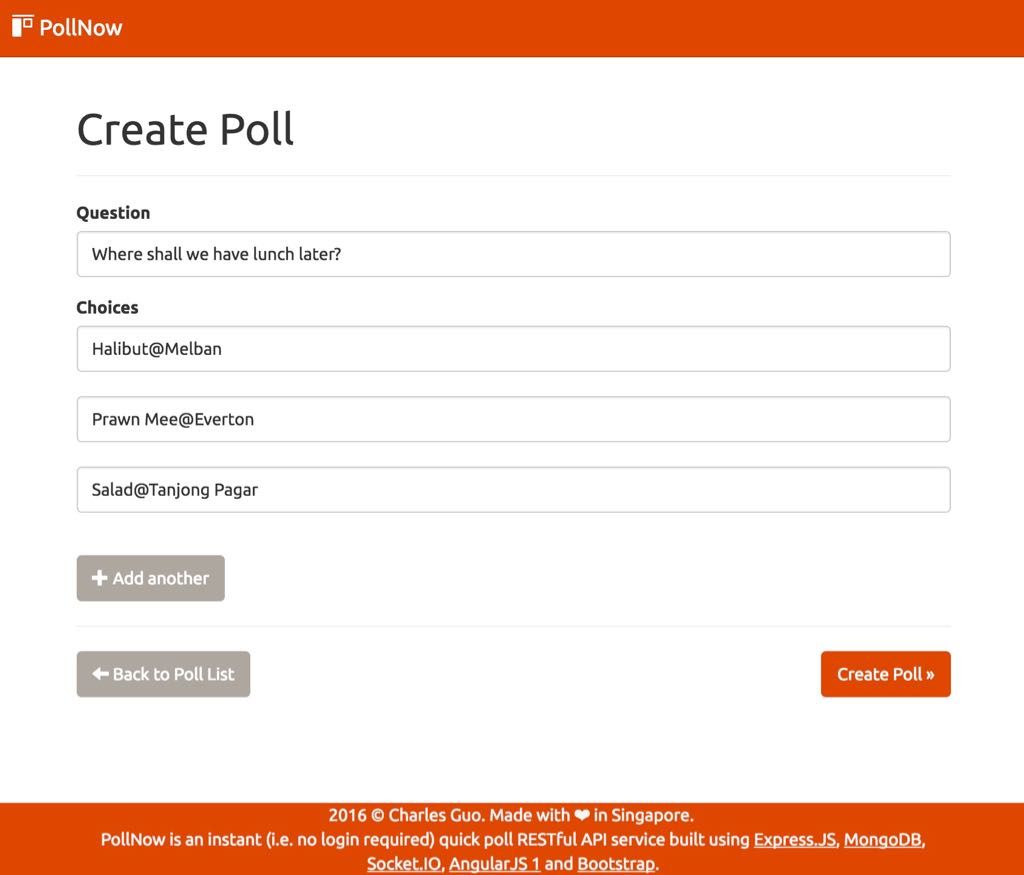 PollNow
Create Poll
Question
Where shall we have lunch later?
Choices
Halibut@Melban
Prawn Mee@Everton
Salad@Tanjong Pagar
Add another
Back to Poll List
Create Poll »
2016 © Charles Guo. Made with ❤ in Singapore.
PollNow is an instant (i.e. no login required) quick poll RESTful API service built using Express.JS, MongoDB,
Socket.IO, AngularJS 1 and Bootstrap.